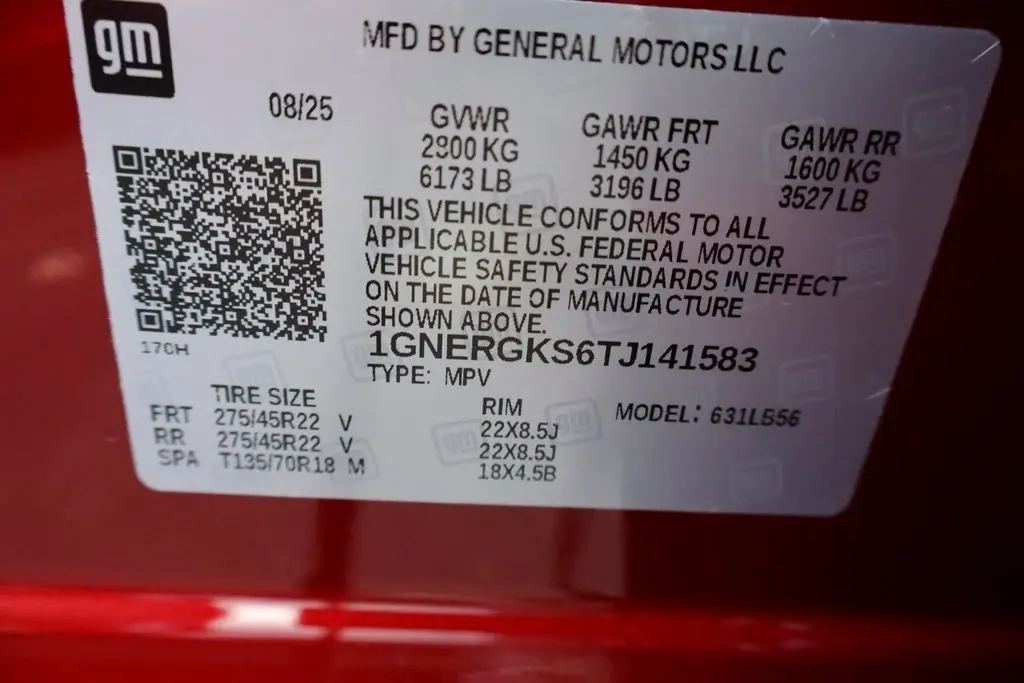 gm
MFD BY GENERAL MOTORS LLC
08/25
GVWR GAWR FRT GAWR RR
2800 KG 1450 KG 1600 KG
6173 LB 3196 LB 3527 LB
THIS VEHICLE CONFORMS TO ALL
APPLICABLE U.S. FEDERAL MOTOR
VEHICLE SAFETY STANDARDS IN EFFECT
ON THE DATE OF MANUFACTURE
SHOWN ABOVE.
1GNERGKS6TJ141583
17CH
TYPE: MPV
TIRE SIZE RIM MODEL: 631LB56
FRT 275/45R22 V 22X8.5J
RR 275/45R22 V 22X8.5J
SPA T135/70R18 M 18X4.5B